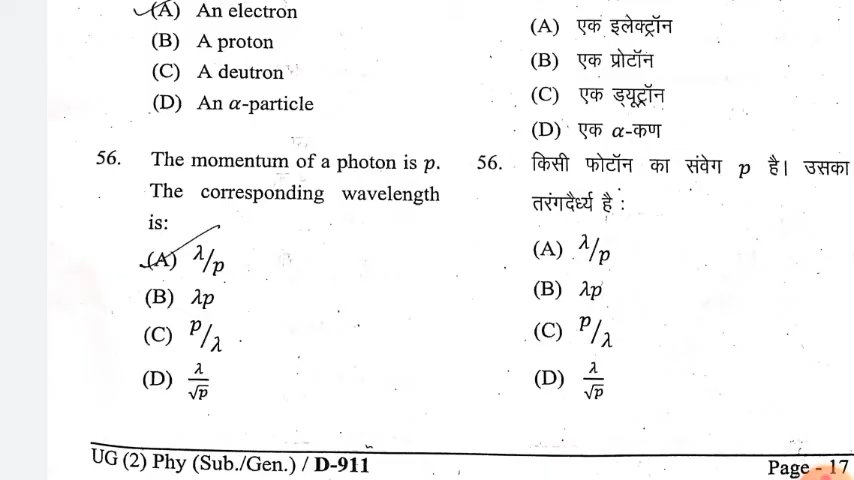 (A) An electron
(B) A proton
(C) A deutron
(D) An α-particle
56. The momentum of a photon is p.
The corresponding wavelength
is:
(A) λ/p
(B) λp
(C) p/λ
(D) λ/√p
(A) एक इलेक्ट्रॉन
(B) एक प्रोटॉन
(C) एक ड्यूट्रॉन
(D) एक α-कण
56. किसी फोटॉन का संवेग p है। उसका
तरंगदैर्ध्य है :
(A) λ/p
(B) λp
(C) p/λ
(D) λ/√p
UG (2) Phy (Sub./Gen.) / D-911
Page - 17